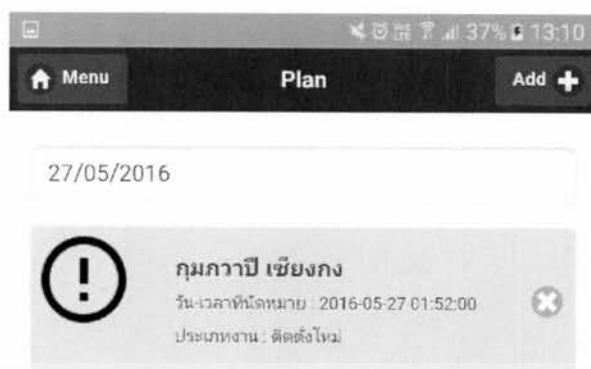 37% 13:10
Menu Plan Add
27/05/2016
กุมภวาปี เชียงกง
วัน-เวลาที่นัดหมาย : 2016-05-27 01:52:00
ประเภทงาน : ติดตั้งใหม่